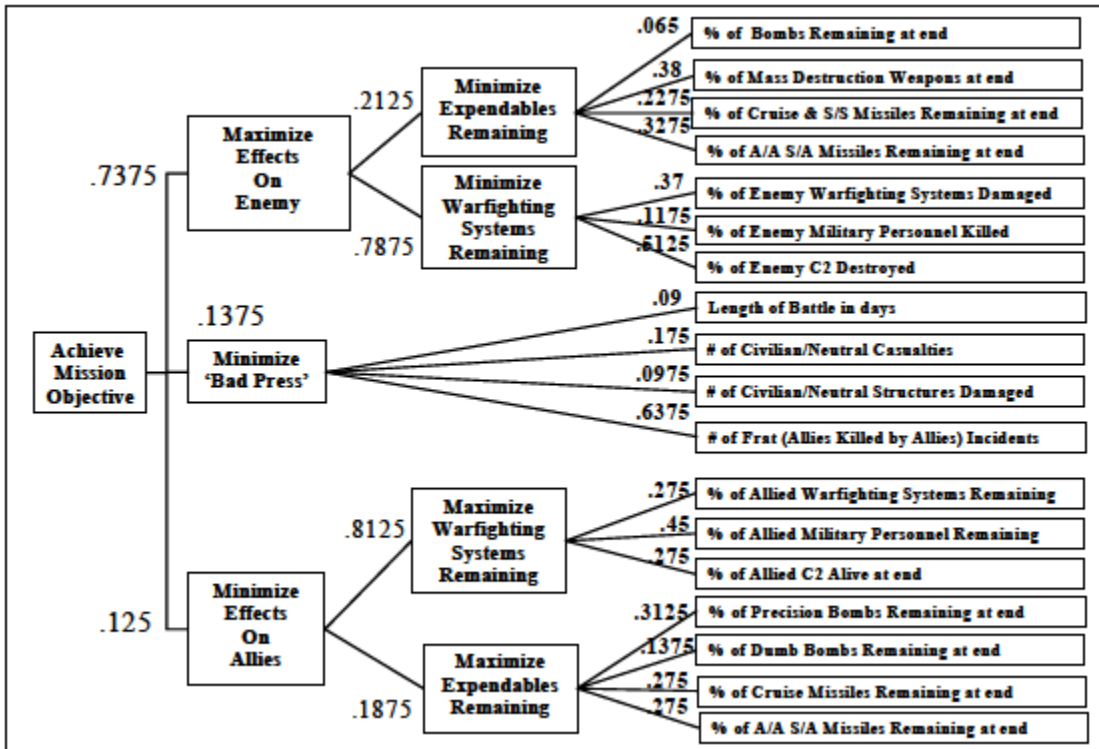 .065
% of Bombs Remaining at end
.38
% of Mass Destruction Weapons at end
.2125
Minimize
Expendables
Remaining
.2275
% of Cruise & S/S Missiles Remaining at end
.3275
% of A/A S/A Missiles Remaining at end
Maximize
Effects
On
Enemy
.7375
Minimize
Warfighting
Systems
Remaining
.7875
.37
% of Enemy Warfighting Systems Damaged
.1175
% of Enemy Military Personnel Killed
.5125
% of Enemy C2 Destroyed
.09
Length of Battle in days
.1375
.175
# of Civilian/Neutral Casualties
Achieve
Mission
Objective
Minimize
‘Bad Press’
.0975
# of Civilian/Neutral Structures Damaged
.6375
# of Frat (Allies Killed by Allies) Incidents
.275
% of Allied Warfighting Systems Remaining
.8125
Maximize
Warfighting
Systems
Remaining
.45
% of Allied Military Personnel Remaining
.275
% of Allied C2 Alive at end
.125
Minimize
Effects
On
Allies
.3125
% of Precision Bombs Remaining at end
.1375
% of Dumb Bombs Remaining at end
.1875
Maximize
Expendables
Remaining
.275
% of Cruise Missiles Remaining at end
.275
% of A/A S/A Missiles Remaining at end